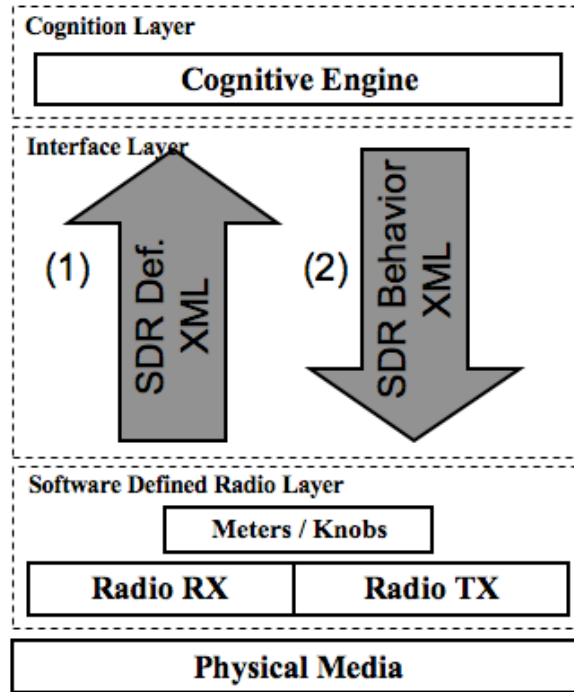 Cognition Layer
Cognitive Engine
Interface Layer
(1)
SDR Def.
XML
(2)
SDR Behavior
XML
Software Defined Radio Layer
Meters / Knobs
Radio RX
Radio TX
Physical Media